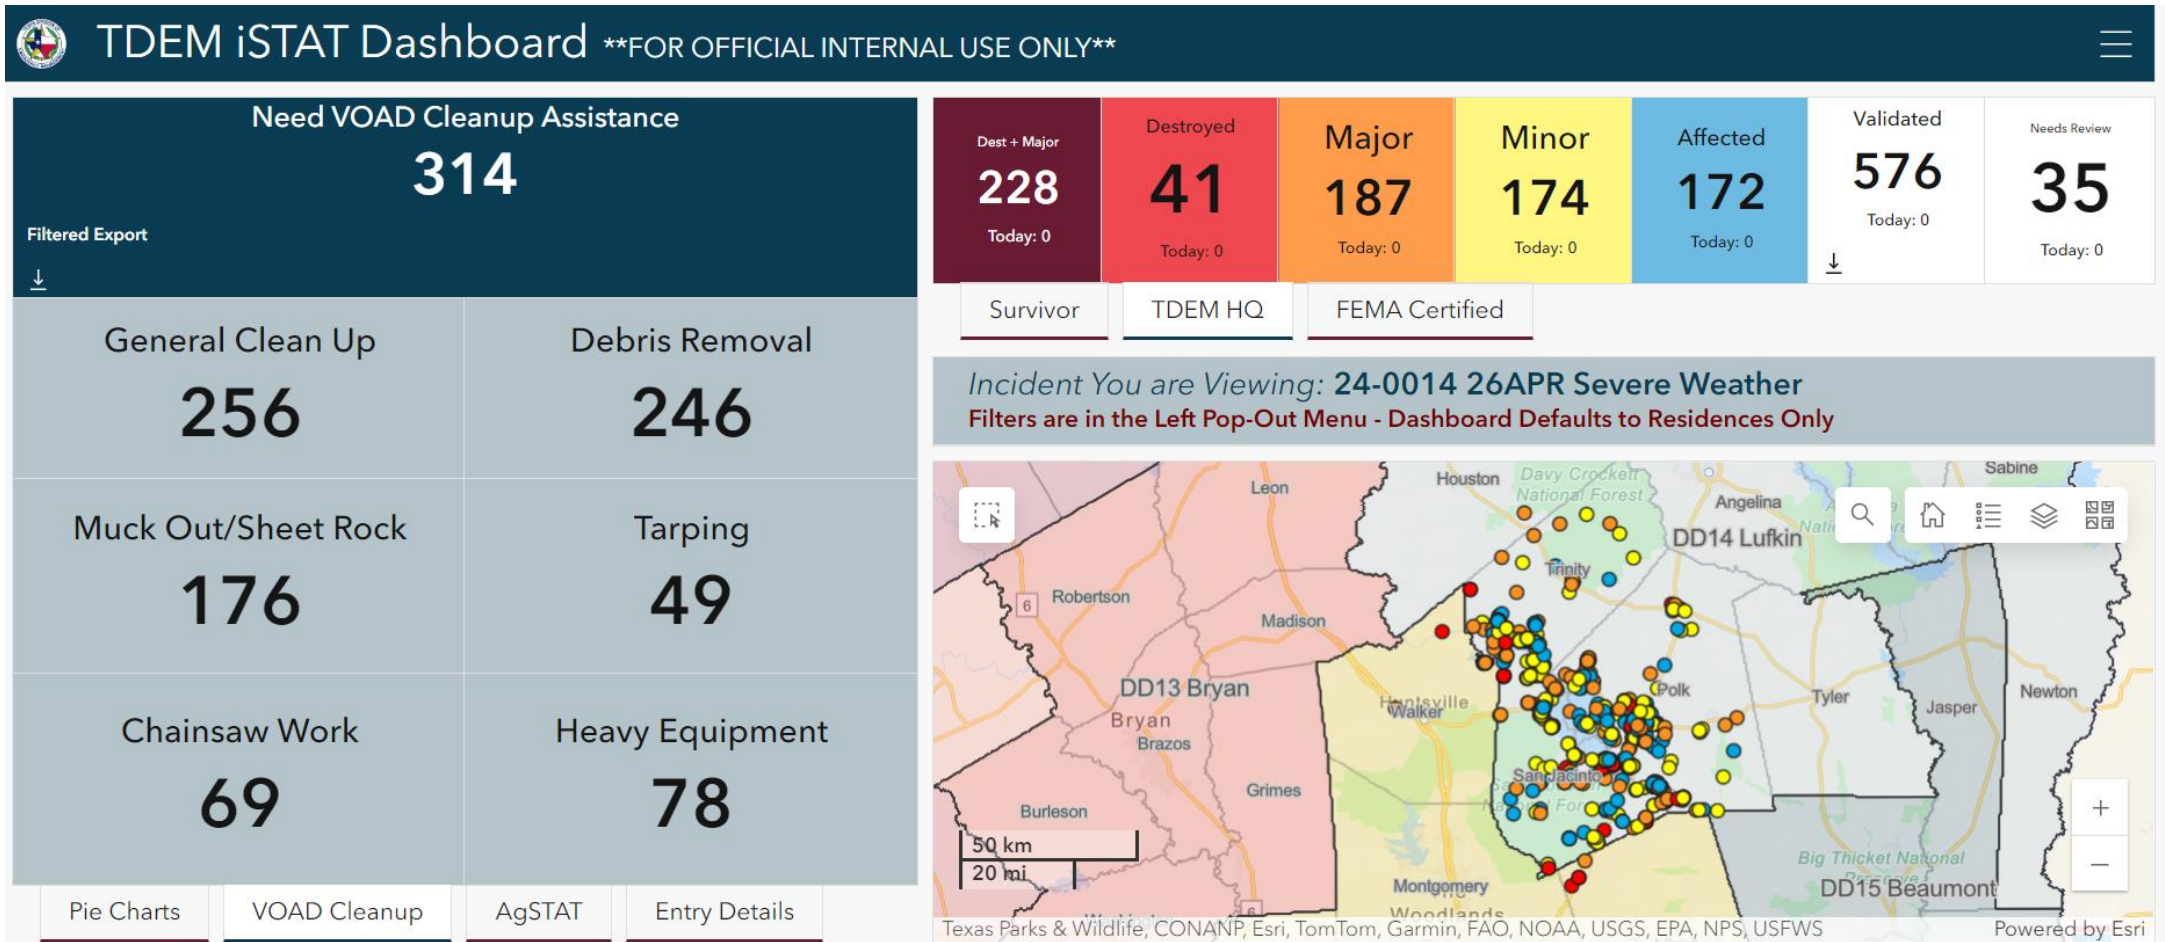 TDEM iSTAT Dashboard **FOR OFFICIAL INTERNAL USE ONLY**
Need VOAD Cleanup Assistance
314
Filtered Export
General Clean Up
256
Debris Removal
246
Muck Out/Sheet Rock
176
Tarping
49
Chainsaw Work
69
Heavy Equipment
78
Pie Charts
VOAD Cleanup
AgSTAT
Entry Details
Dest + Major
228
Today: 0
Destroyed
41
Today: 0
Major
187
Today: 0
Minor
174
Today: 0
Affected
172
Today: 0
Validated
576
Today: 0
Needs Review
35
Today: 0
Survivor
TDEM HQ
FEMA Certified
Incident You are Viewing: 24-0014 26APR Severe Weather
Filters are in the Left Pop-Out Menu - Dashboard Defaults to Residences Only
Leon
Houston
Davy Crockett
National Forest
Angelina
Sabine
DD14 Lufkin
Trinity
6
Robertson
Madison
DD13 Bryan
Bryan
Brazos
Huntsville
Walker
Polk
Tyler
Jasper
Newton
San Jacinto
Grimes
Burleson
50 km
20 mi
Big Thicket National
DD15 Beaumont
Montgomery
Woodlands
6
+
−
Texas Parks & Wildlife, CONANP, Esri, TomTom, Garmin, FAO, NOAA, USGS, EPA, NPS, USFWS
Powered by Esri